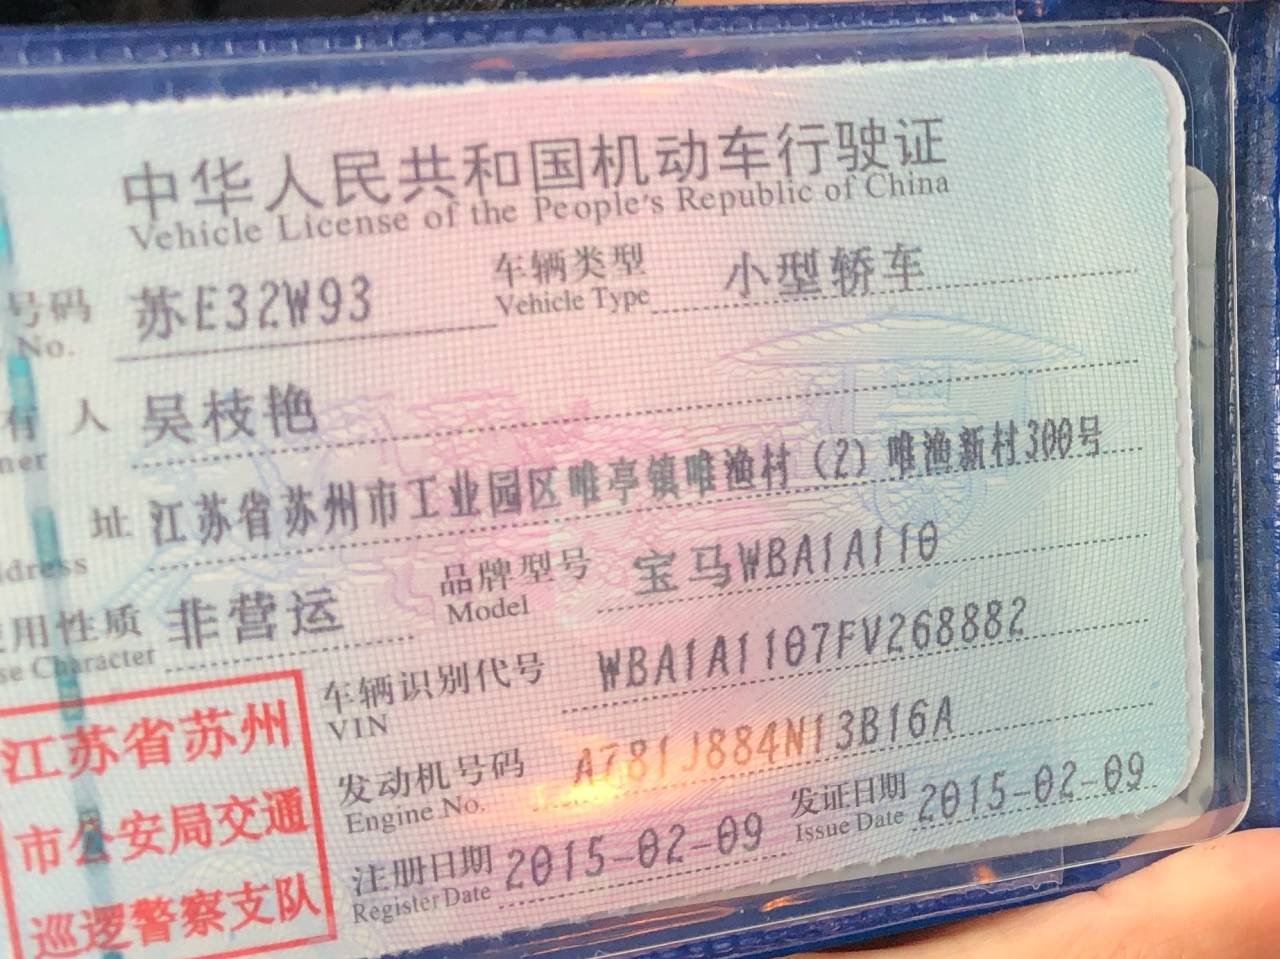 中华人民共和国机动车行驶证
Vehicle License of the People's Republic of China
号码 苏E32W93 车辆类型 小型轿车
No. Vehicle Type
有 人 吴枝艳
ner
址 江苏省苏州市工业园区唯亭镇唯渔村（2）唯渔新村300号
ddress
使用性质 非营运 品牌型号 宝马WBA1A110
se Character Model
车辆识别代号 WBA1A1107FV268882
VIN
发动机号码 A781J884N13B16A
Engine No.
注册日期 2015-02-09 发证日期 2015-02-09
Register Date Issue Date
江苏省苏州
市公安局交通
巡逻警察支队